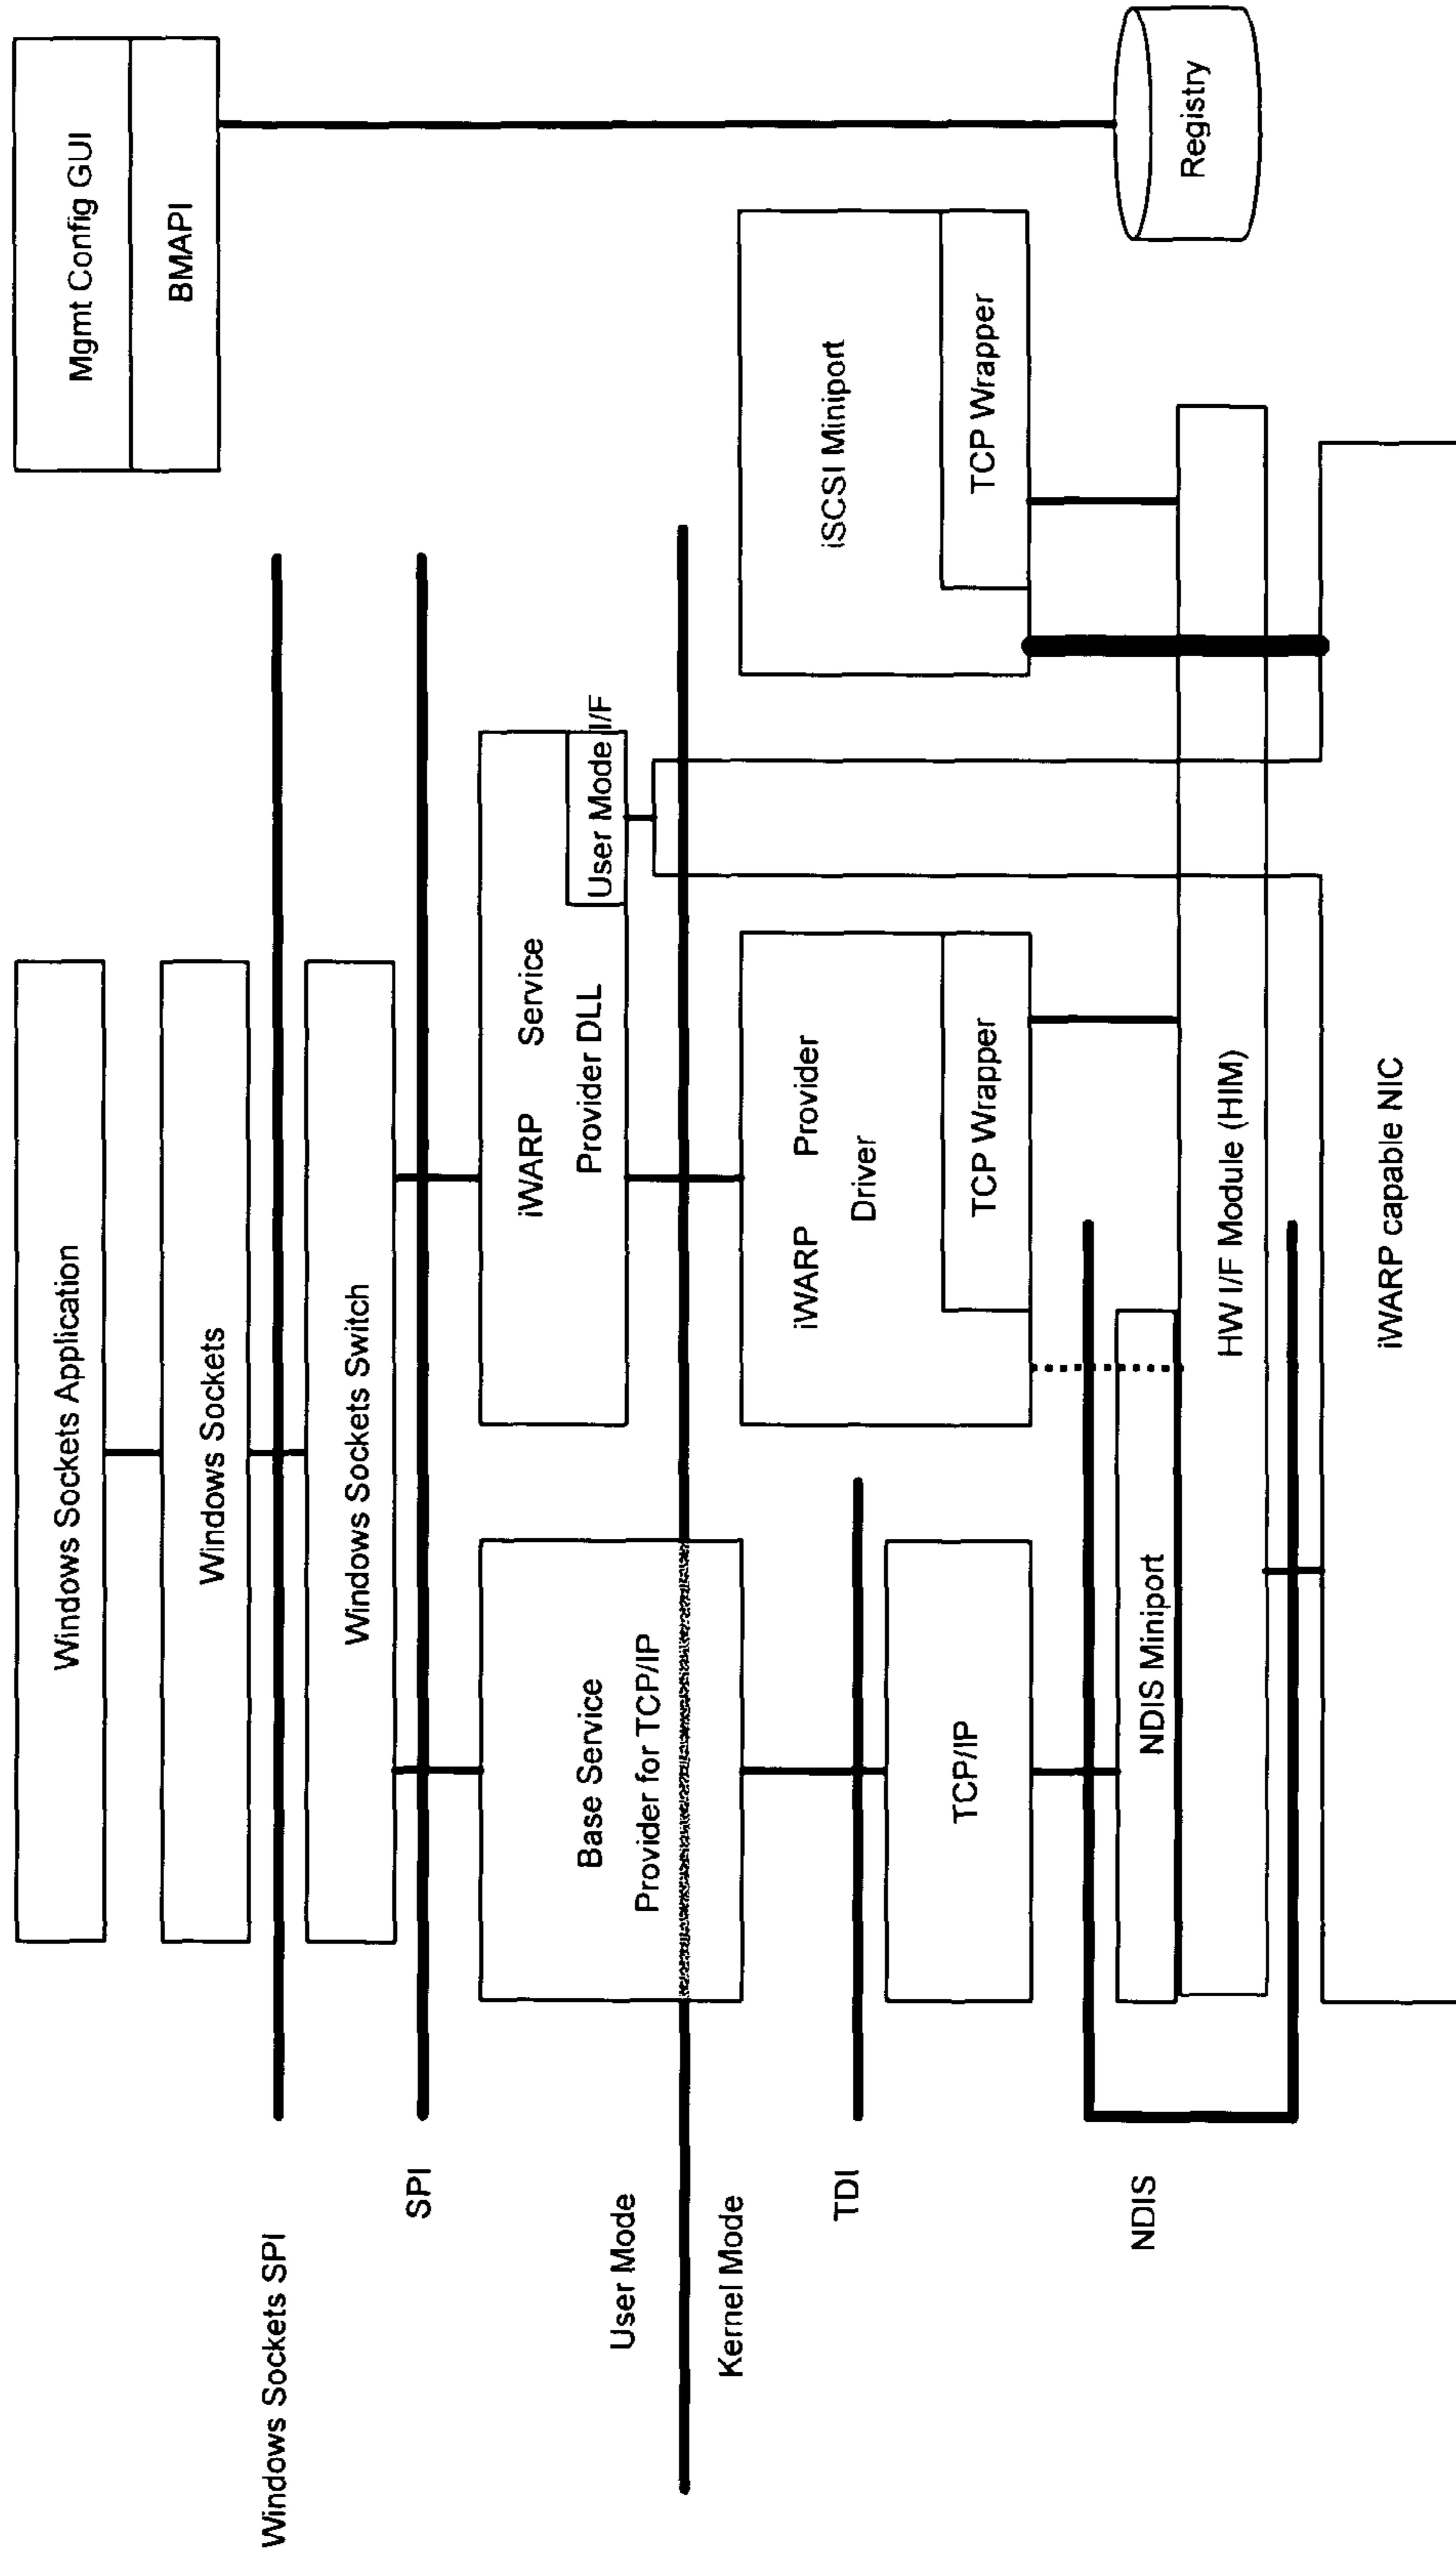 Windows Sockets Application
Mgmt Config GUI
BMAPI
Windows Sockets
Windows Sockets SPI
Windows Sockets Switch
SPI
Base Service
Provider for TCP/IP
iWARP Service
Provider DLL
User Mode I/F
User Mode
Kernel Mode
TDI
TCP/IP
iWARP Provider
Driver
TCP Wrapper
iSCSI Miniport
TCP Wrapper
NDIS
NDIS Miniport
HW I/F Module (HIM)
Registry
iWARP capable NIC